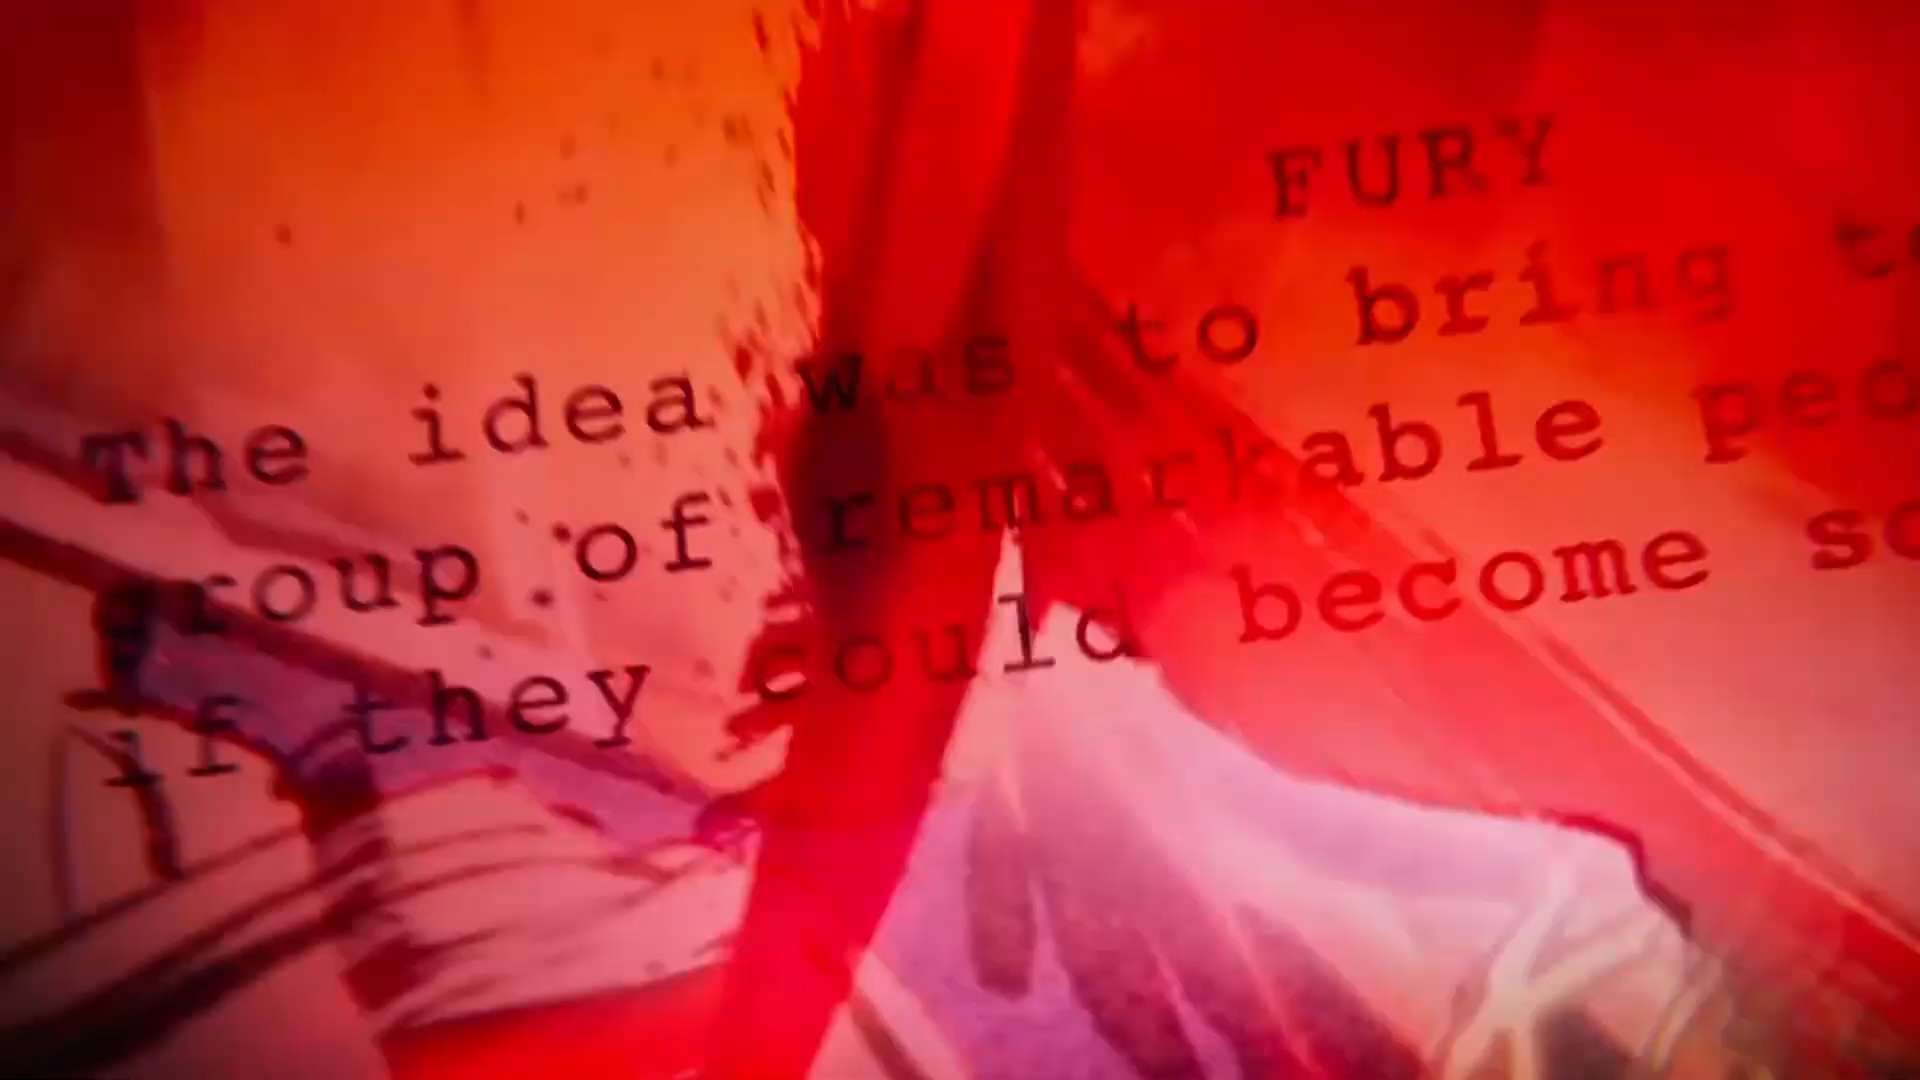 FURY
The idea was to bring
group of remarkable
if they could become